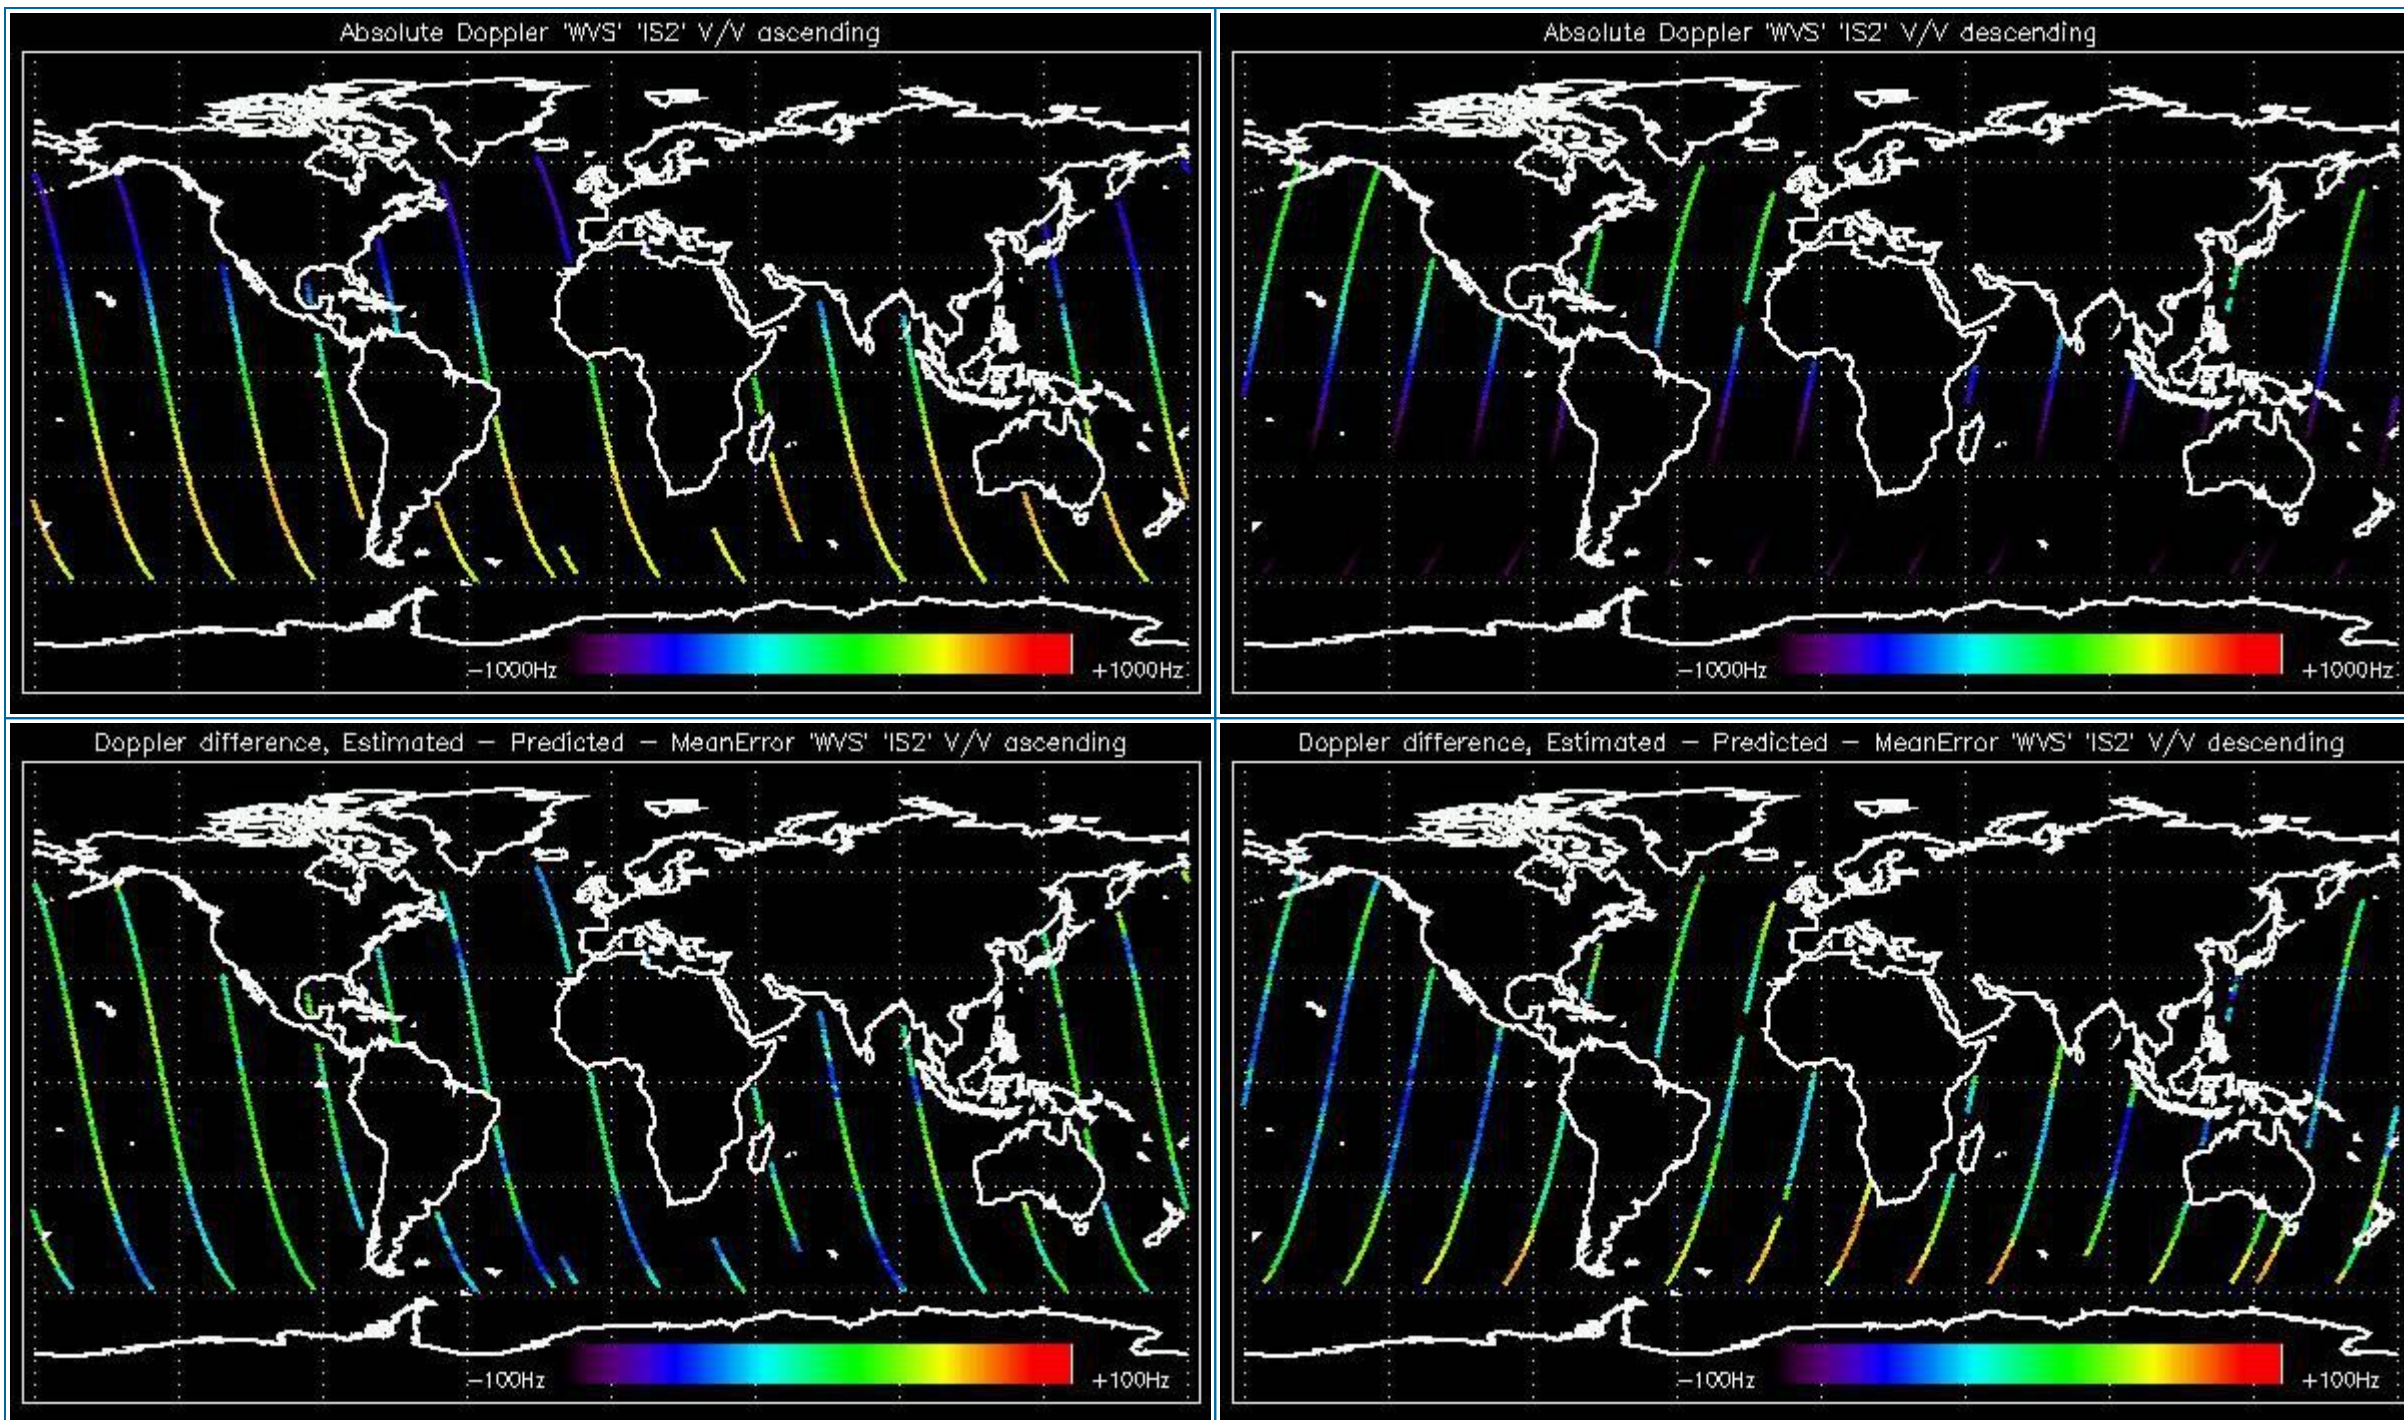 Absolute Doppler 'WVS' 'IS2' V/V ascending
-1000Hz
+1000Hz
Absolute Doppler 'WVS' 'IS2' V/V descending
-1000Hz
+1000Hz
Doppler difference, Estimated - Predicted - MeanError 'WVS' 'IS2' V/V ascending
-100Hz
+100Hz
Doppler difference, Estimated - Predicted - MeanError 'WVS' 'IS2' V/V descending
-100Hz
+100Hz